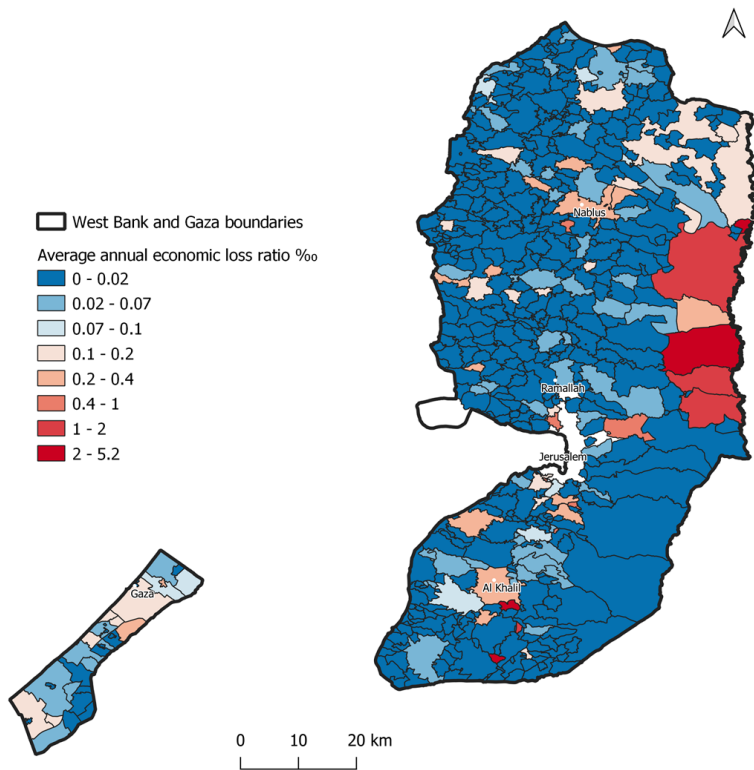 West Bank and Gaza boundaries
Average annual economic loss ratio ‰
0 - 0.02
0.02 - 0.07
0.07 - 0.1
0.1 - 0.2
0.2 - 0.4
0.4 - 1
1 - 2
2 - 5.2
Nablus
Ramallah
Jerusalem
Al Khalil
Gaza
0 10 20 km